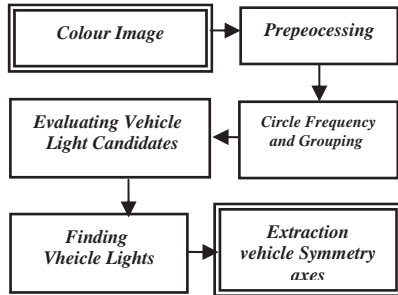 Colour Image
Prepeocessing
Evaluating Vehicle
Light Candidates
Circle Frequency
and Grouping
Finding
Vheicle Lights
Extraction
vehicle Symmetry
axes